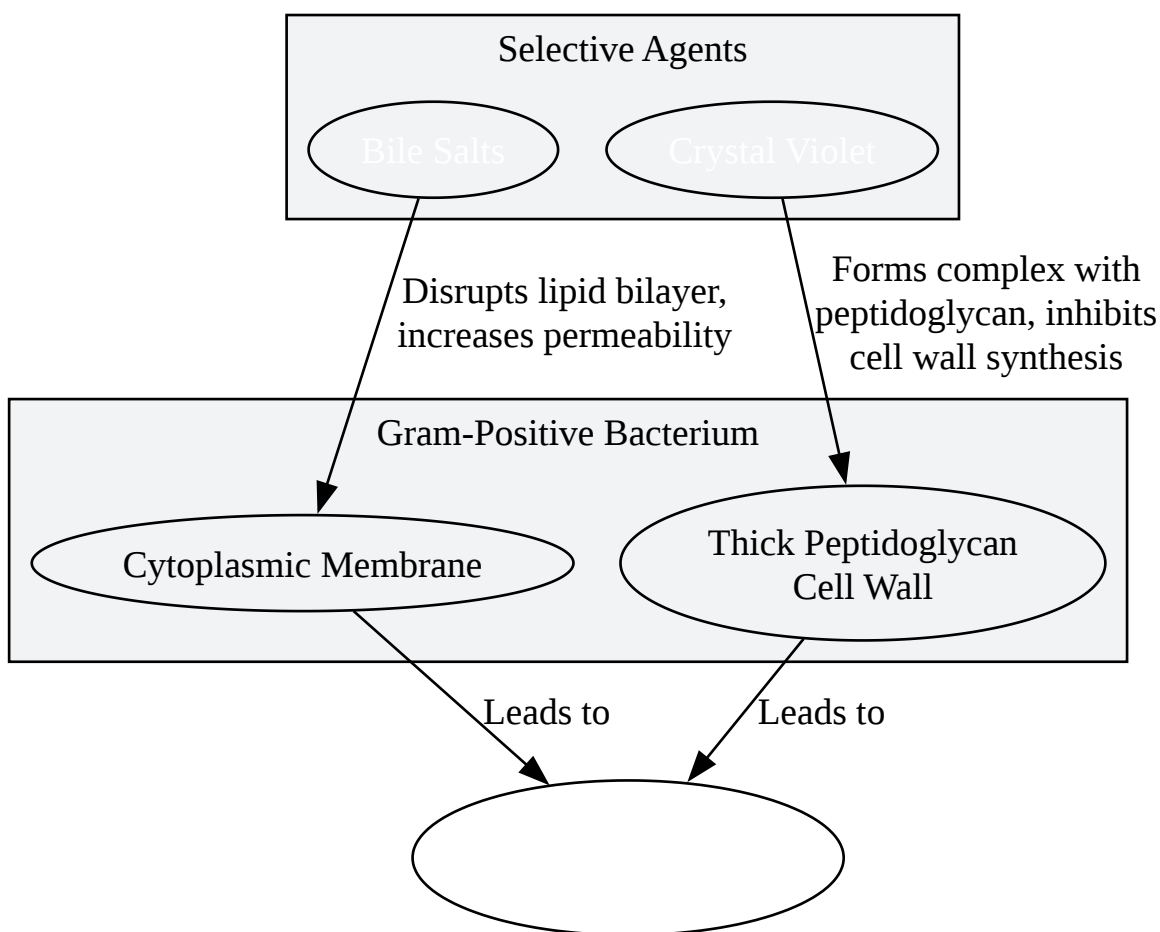 Selective Agents
Bile Salts
Crystal Violet
Disrupts lipid bilayer,
increases permeability
Forms complex with
peptidoglycan, inhibits
cell wall synthesis
Gram-Positive Bacterium
Cytoplasmic Membrane
Thick Peptidoglycan
Cell Wall
Leads to
Leads to